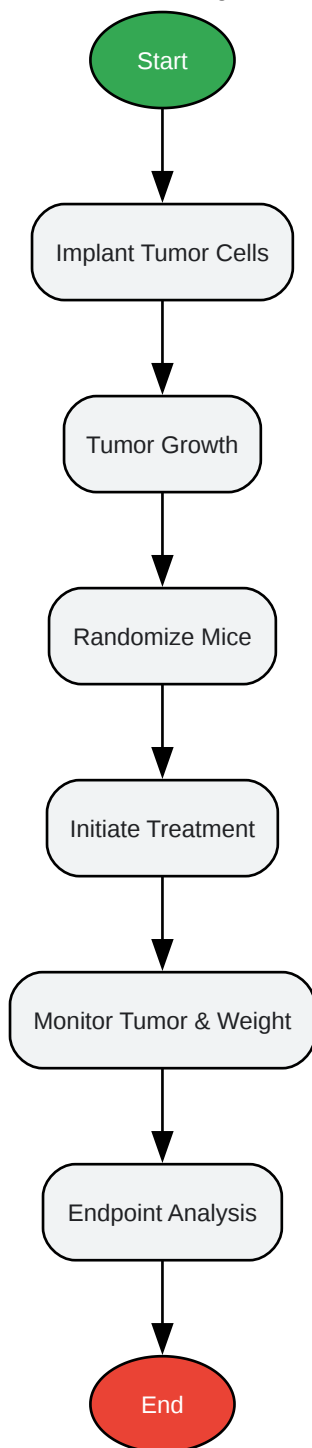 Start
Implant Tumor Cells
Tumor Growth
Randomize Mice
Initiate Treatment
Monitor Tumor & Weight
Endpoint Analysis
End